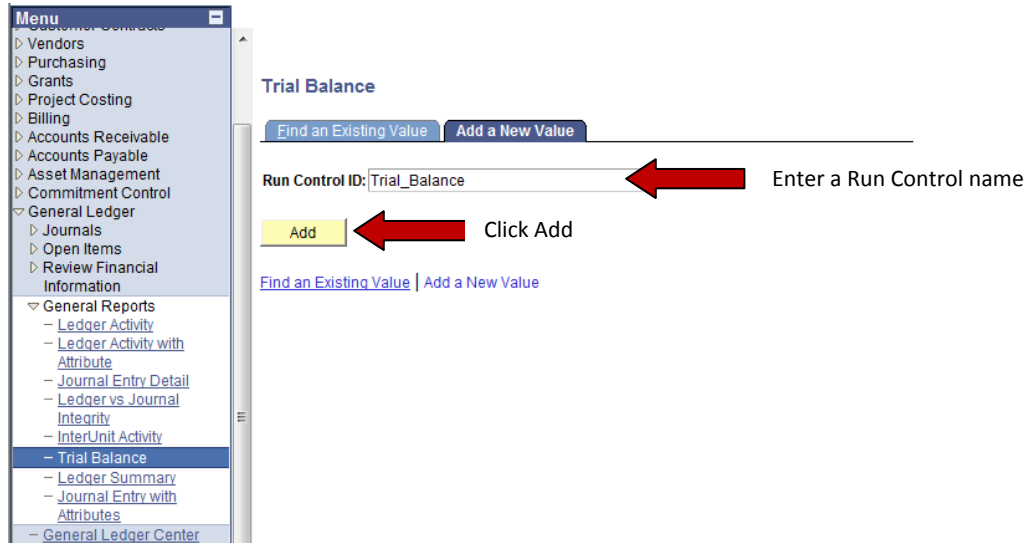 Menu
Customer Contracts
Vendors
Purchasing
Grants
Project Costing
Billing
Accounts Receivable
Accounts Payable
Asset Management
Commitment Control
General Ledger
Journals
Open Items
Review Financial
Information
General Reports
– Ledger Activity
– Ledger Activity with
Attribute
– Journal Entry Detail
– Ledger vs Journal
Integrity
– InterUnit Activity
– Trial Balance
– Ledger Summary
– Journal Entry with
Attributes
– General Ledger Center
Trial Balance
Find an Existing Value Add a New Value
Run Control ID: Trial_Balance
Enter a Run Control name
Add
Click Add
Find an Existing Value | Add a New Value